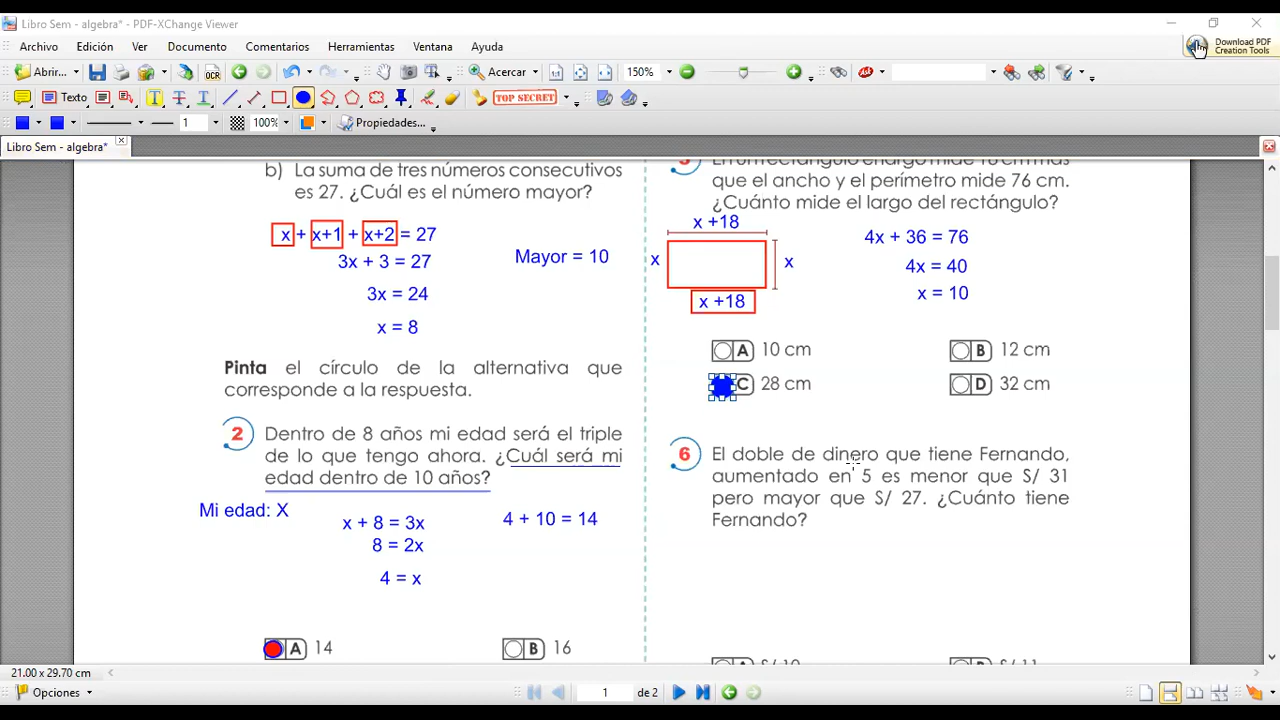 Libro Sem - algebra* - PDF-XChange Viewer
Archivo Edición Ver Documento Comentarios Herramientas Ventana Ayuda
Download PDF
Creation Tools
Abrir... OCR Acercar 150%
Texto TOP SECRET
1 100% Propiedades...
Libro Sem - algebra*
b) La suma de tres números consecutivos
es 27. ¿Cuál es el número mayor?
x + x+1 + x+2 = 27
3x + 3 = 27
Mayor = 10
3x = 24
x = 8
Pinta el círculo de la alternativa que
corresponde a la respuesta.
2 Dentro de 8 años mi edad será el triple
de lo que tengo ahora. ¿Cuál será mi
edad dentro de 10 años?
Mi edad: X
x + 8 = 3x
4 + 10 = 14
8 = 2x
4 = x
A 14
B 16
que el ancho y el perímetro mide 76 cm.
¿Cuánto mide el largo del rectángulo?
x +18
4x + 36 = 76
x
x
4x = 40
x = 10
x +18
A 10 cm
B 12 cm
C 28 cm
D 32 cm
6 El doble de dinero que tiene Fernando,
aumentado en 5 es menor que S/ 31
pero mayor que S/ 27. ¿Cuánto tiene
Fernando?
21.00 x 29.70 cm
Opciones 1 de 2